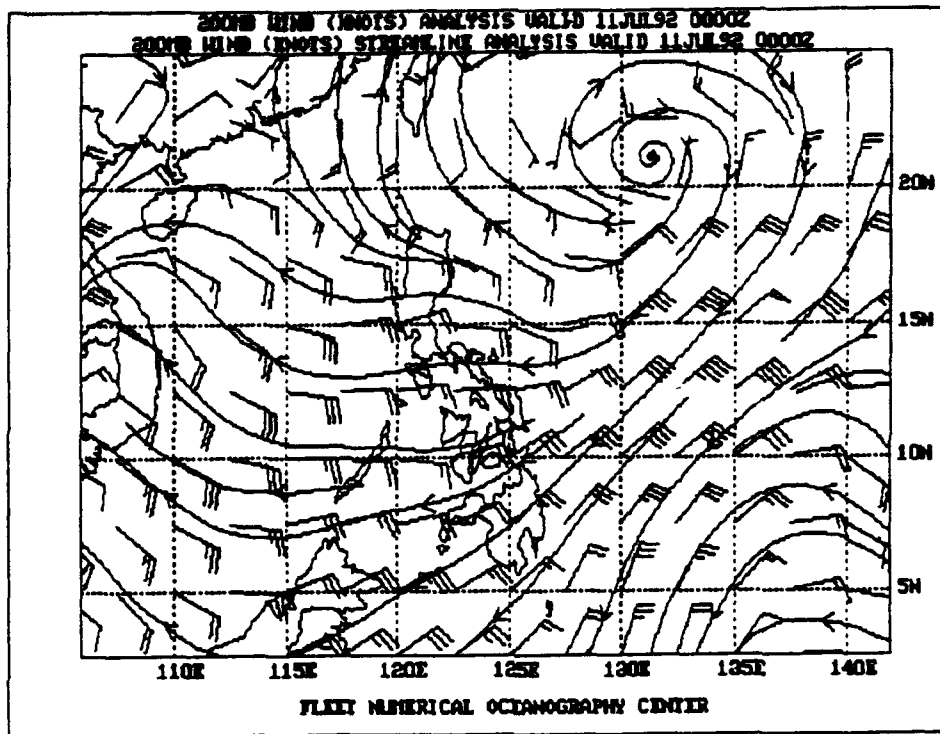 200MB WIND (KNOTS) ANALYSIS VALID 11JUL92 0000Z
200MB WIND (KNOTS) STREAMLINE ANALYSIS VALID 11JUL92 0000Z
20N
15N
10N
5N
110E 115E 120E 125E 130E 135E 140E
FLEET NUMERICAL OCEANOGRAPHY CENTER